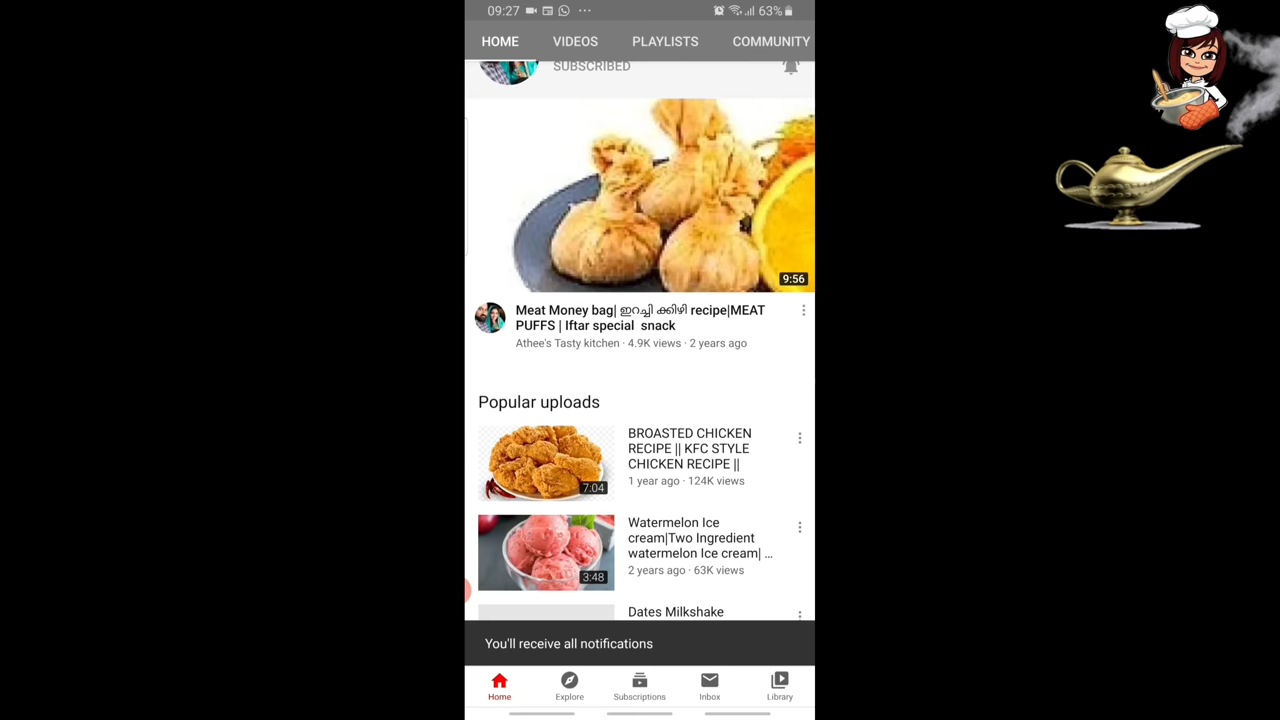 09:27
63%
HOME VIDEOS PLAYLISTS COMMUNITY
SUBSCRIBED
9:56
Meat Money bag| ഇറച്ചി ക്കിഴി recipe|MEAT
PUFFS | Iftar special snack
Athee's Tasty kitchen · 4.9K views · 2 years ago
Popular uploads
BROASTED CHICKEN
RECIPE || KFC STYLE
CHICKEN RECIPE ||
1 year ago · 124K views
7:04
Watermelon Ice
cream|Two Ingredient
watermelon Ice cream| ...
2 years ago · 63K views
3:48
Dates Milkshake
You'll receive all notifications
Home Explore Subscriptions Inbox Library